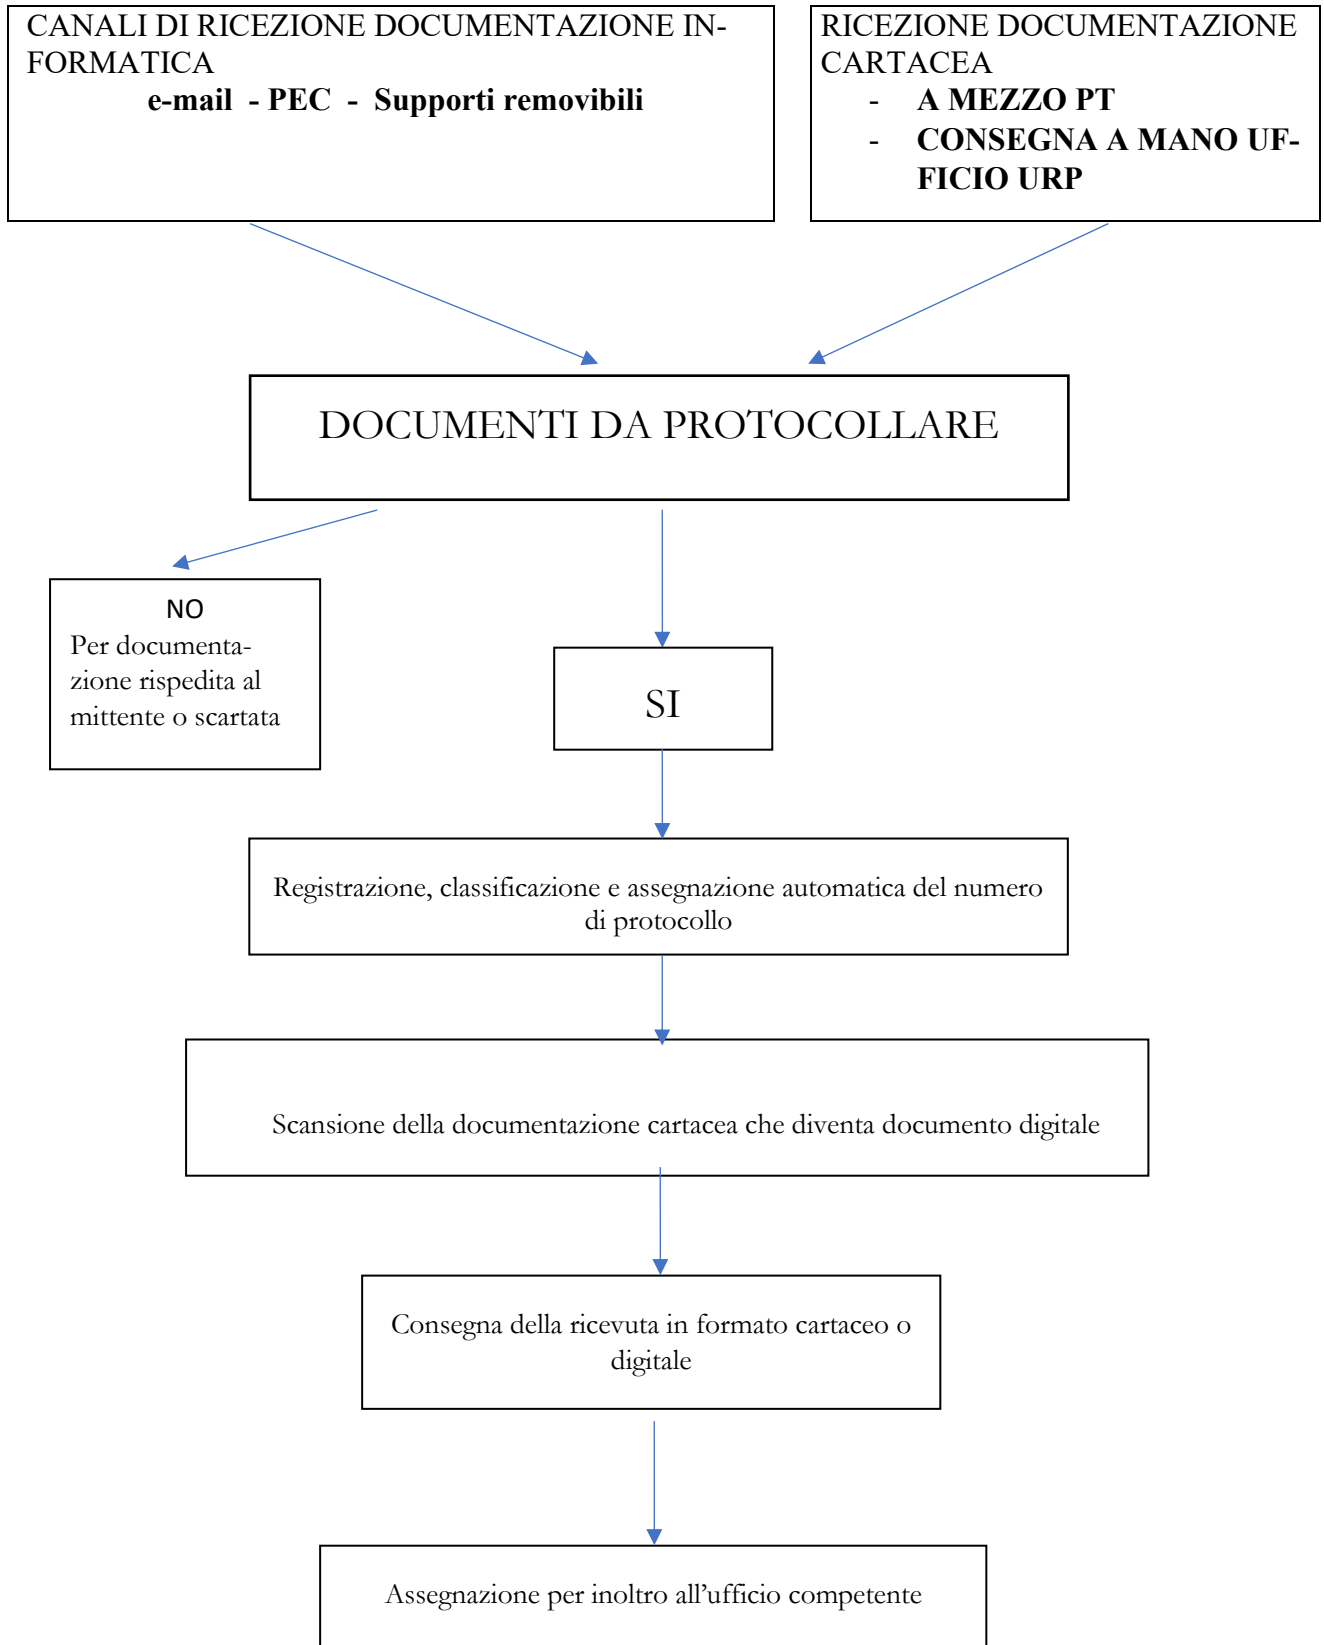 CANALI DI RICEZIONE DOCUMENTAZIONE IN-
FORMATICA
e-mail - PEC - Supporti removibili
RICEZIONE DOCUMENTAZIONE
CARTACEA
- A MEZZO PT
- CONSEGNA A MANO UF-
FICIO URP
DOCUMENTI DA PROTOCOLLARE
NO
Per documenta-
zione rispedita al
mittente o scartata
SI
Registrazione, classificazione e assegnazione automatica del numero
di protocollo
Scansione della documentazione cartacea che diventa documento digitale
Consegna della ricevuta in formato cartaceo o
digitale
Assegnazione per inoltro all’ufficio competente